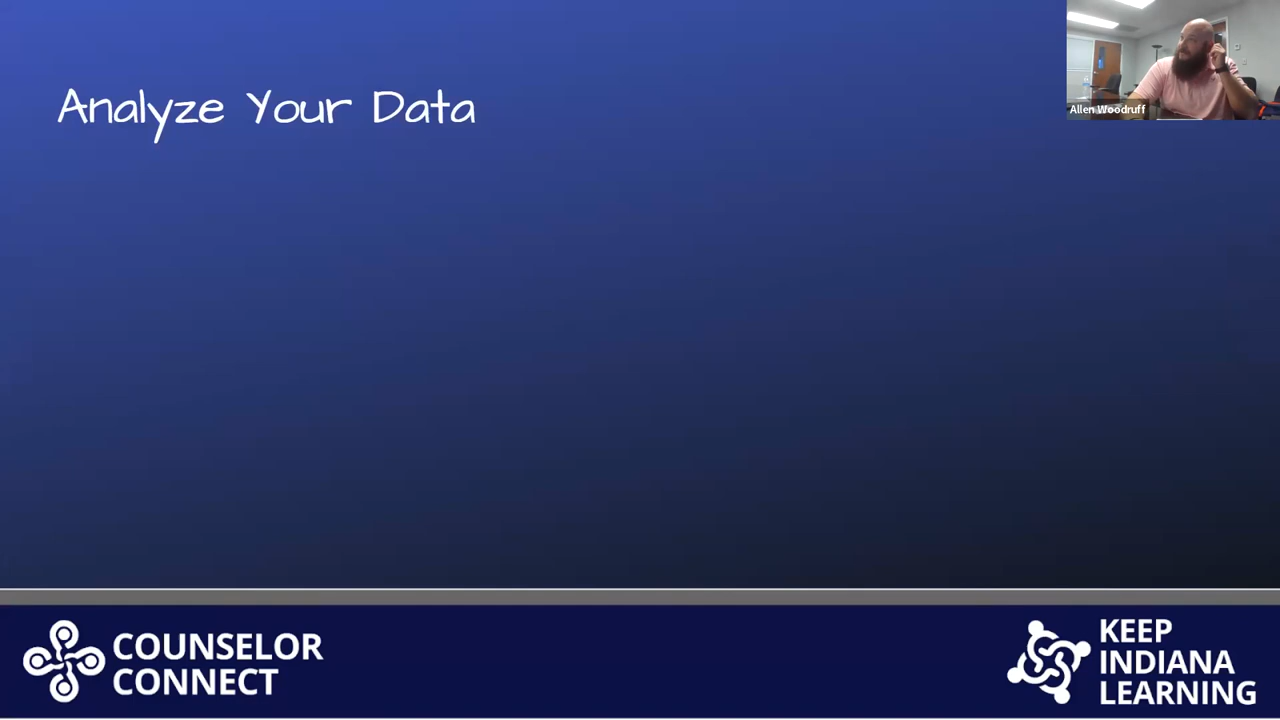 Analyze Your Data
Allen Woodruff
COUNSELOR
CONNECT
KEEP
INDIANA
LEARNING